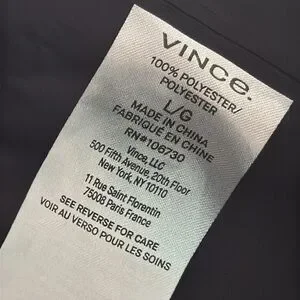 VINCE.
100% POLYESTER/
POLYESTER
L/G
MADE IN CHINA
FABRIQUÉ EN CHINE
RN#106730
Vince, LLC
500 Fifth Avenue, 20th Floor
New York, NY 10110
11 Rue Saint Florentin
75008 Paris France
SEE REVERSE FOR CARE
VOIR AU VERSO POUR LES SOINS